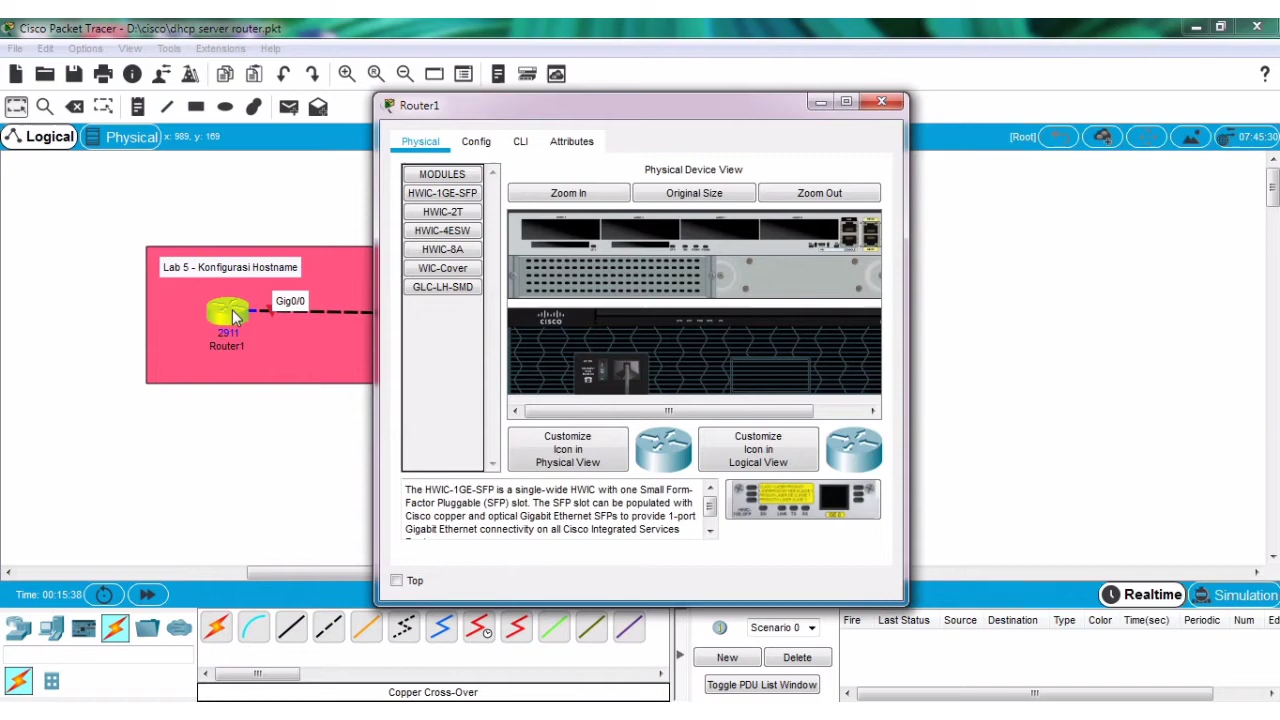 Cisco Packet Tracer - D:\cisco\dhcp server router.pkt
File Edit Options View Tools Extensions Help
Logical Physical x: 989, y: 169 [Root] 07:45:30
Router1
Physical Config CLI Attributes
MODULES
HWIC-1GE-SFP
HWIC-2T
HWIC-4ESW
HWIC-8A
WIC-Cover
GLC-LH-SMD
Physical Device View
Zoom In Original Size Zoom Out
CISCO
Customize
Icon in
Physical View
Customize
Icon in
Logical View
The HWIC-1GE-SFP is a single-wide HWIC with one Small Form-
Factor Pluggable (SFP) slot. The SFP slot can be populated with
Cisco copper and optical Gigabit Ethernet SFPs to provide 1-port
Gigabit Ethernet connectivity on all Cisco Integrated Services
Top
Lab 5 - Konfigurasi Hostname
Gig0/0
2911
Router1
Time: 00:15:38 Realtime Simulation
Scenario 0
New Delete
Toggle PDU List Window
Fire Last Status Source Destination Type Color Time(sec) Periodic Num Ed
Copper Cross-Over